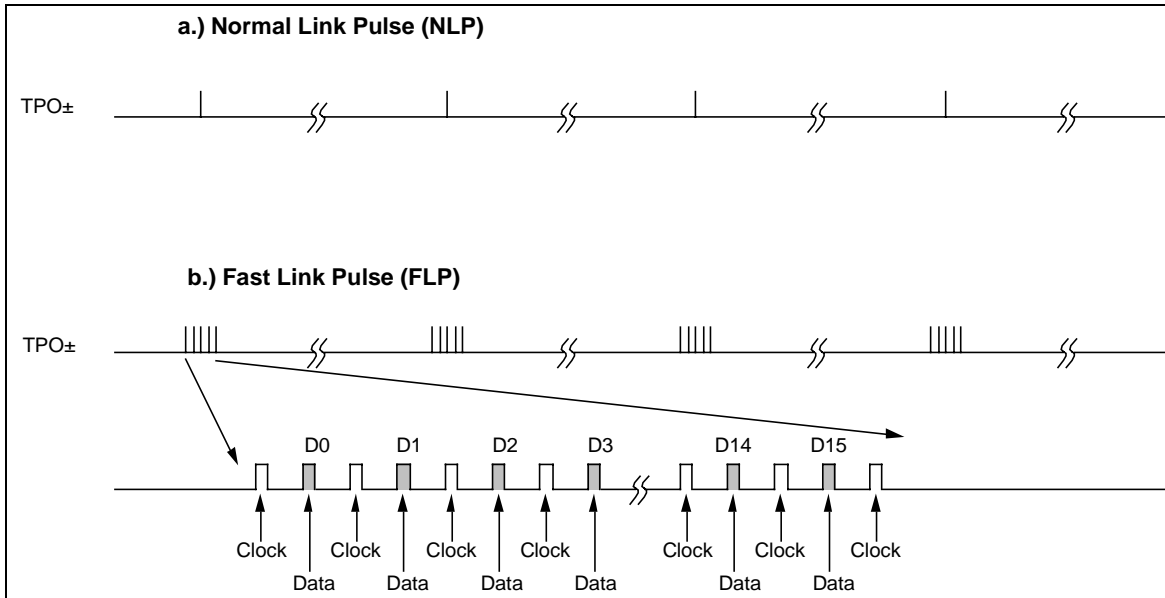 a.) Normal Link Pulse (NLP)
TPO±
b.) Fast Link Pulse (FLP)
TPO±
D0 D1 D2 D3 D14 D15
Clock Clock Clock Clock Clock Clock Clock
Data Data Data Data Data Data